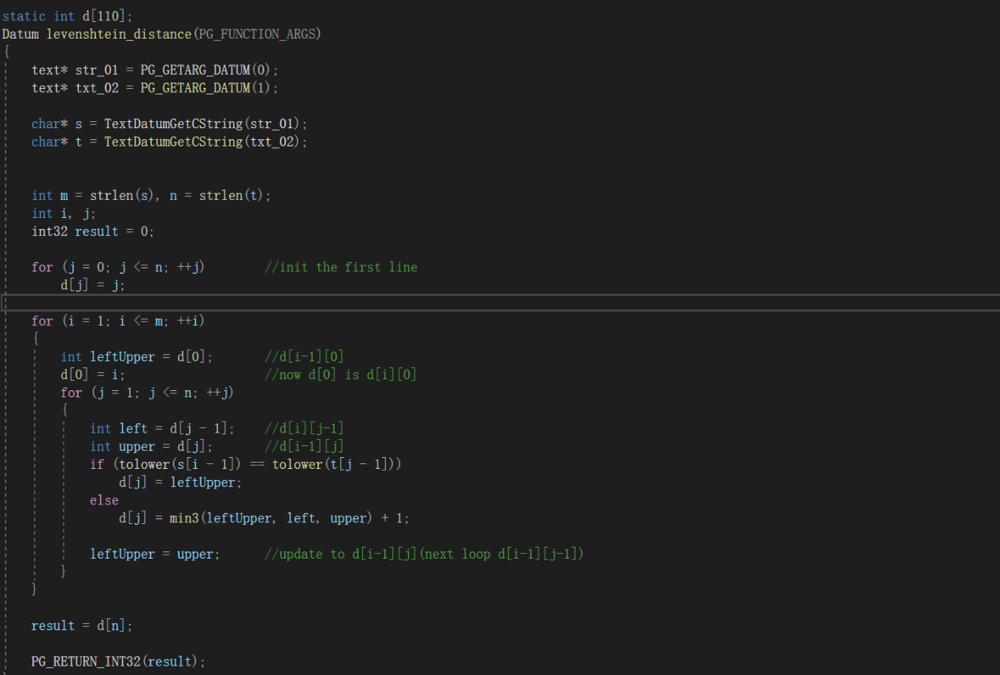 static int d[110];
Datum levenshtein_distance(PG_FUNCTION_ARGS)
{
    text* str_01 = PG_GETARG_DATUM(0);
    text* txt_02 = PG_GETARG_DATUM(1);

    char* s = TextDatumGetCString(str_01);
    char* t = TextDatumGetCString(txt_02);


    int m = strlen(s), n = strlen(t);
    int i, j;
    int32 result = 0;

    for (j = 0; j <= n; ++j)        //init the first line
        d[j] = j;

    for (i = 1; i <= m; ++i)
    {
        int leftUpper = d[0];       //d[i-1][0]
        d[0] = i;                   //now d[0] is d[i][0]
        for (j = 1; j <= n; ++j)
        {
            int left = d[j - 1];    //d[i][j-1]
            int upper = d[j];       //d[i-1][j]
            if (tolower(s[i - 1]) == tolower(t[j - 1]))
                d[j] = leftUpper;
            else
                d[j] = min3(leftUpper, left, upper) + 1;

            leftUpper = upper;      //update to d[i-1][j](next loop d[i-1][j-1])
        }
    }

    result = d[n];

    PG_RETURN_INT32(result);